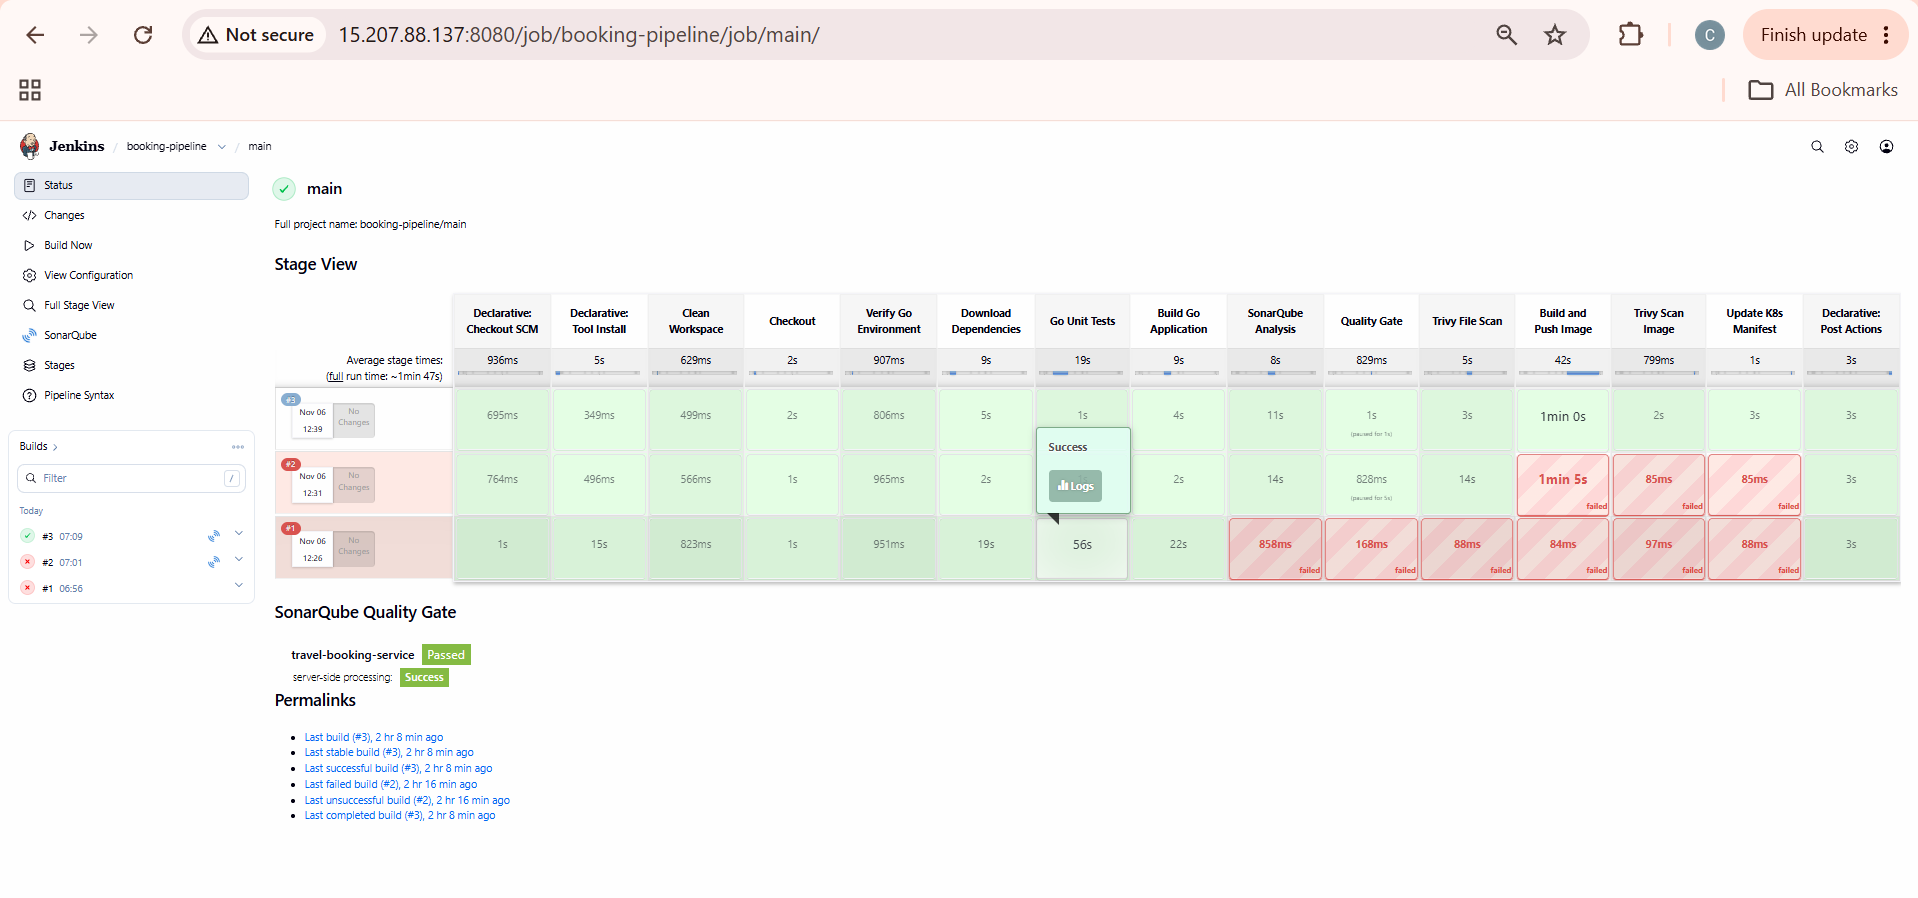 Not secure
15.207.88.137:8080/job/booking-pipeline/job/main/
C
Finish update
All Bookmarks
Jenkins / booking-pipeline / main
Status
Changes
Build Now
View Configuration
Full Stage View
SonarQube
Stages
Pipeline Syntax
Builds
Filter /
Today
#3 07:09
#2 07:01
#1 06:56
main
Full project name: booking-pipeline/main
Stage View
Declarative: Checkout SCM
Declarative: Tool Install
Clean Workspace
Checkout
Verify Go Environment
Download Dependencies
Go Unit Tests
Build Go Application
SonarQube Analysis
Quality Gate
Trivy File Scan
Build and Push Image
Trivy Scan Image
Update K8s Manifest
Declarative: Post Actions
Average stage times:
(full run time: ~1min 47s)
936ms 5s 629ms 2s 907ms 9s 19s 9s 8s 829ms 5s 42s 799ms 1s 3s
#3
Nov 06
12:39
No Changes
695ms 349ms 499ms 2s 806ms 5s 1s 4s 11s 1s 3s 1min 0s 2s 3s 3s
(paused for 1s)
Success
Logs
#2
Nov 06
12:31
No Changes
764ms 496ms 566ms 1s 965ms 2s 2s 14s 828ms 14s 1min 5s 85ms 85ms 3s
(paused for 5s)
failed failed failed
#1
Nov 06
12:26
No Changes
1s 15s 823ms 1s 951ms 19s 56s 22s 858ms 168ms 88ms 84ms 97ms 88ms 3s
failed failed failed failed failed failed
SonarQube Quality Gate
travel-booking-service Passed
server-side processing: Success
Permalinks
Last build (#3), 2 hr 8 min ago
Last stable build (#3), 2 hr 8 min ago
Last successful build (#3), 2 hr 8 min ago
Last failed build (#2), 2 hr 16 min ago
Last unsuccessful build (#2), 2 hr 16 min ago
Last completed build (#3), 2 hr 8 min ago